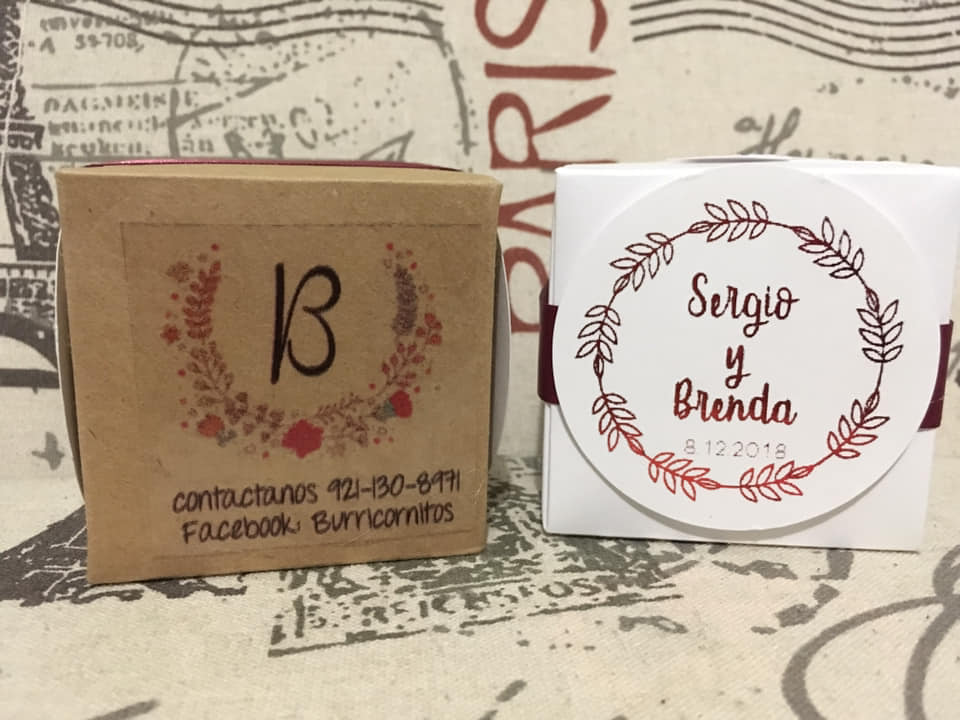 PARIS
B
contactanos 921-130-8971
Facebook: Burricornitos
Sergio
y
Brenda
8.12.2018